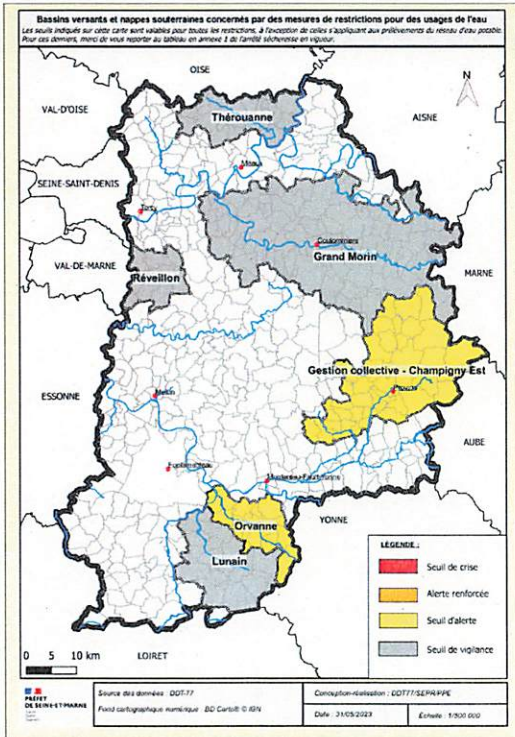 Bassins versants et nappes souterraines concernés par des mesures de restrictions pour des usages de l'eau
Les seuils indiqués sur cette carte sont valables pour toutes les restrictions, à l'exception de celles s'appliquant aux prélèvements du réseau d'eau potable.
Pour ces derniers, merci de vous reporter au tableau en annexe 1 de l'arrêté sécheresse en vigueur.
OISE
N
VAL-D'OISE
AISNE
Thérouanne
Meaux
SEINE-SAINT-DENIS
Torcy
Coulommiers
Grand Morin
VAL-DE-MARNE
MARNE
Réveillon
Gestion collective - Champigny Est
Provins
ESSONNE
Melun
AUBE
Fontainebleau
YONNE
Orvanne
Lunain
LÉGENDE :
Seuil de crise
Alerte renforcée
Seuil d'alerte
Seuil de vigilance
LOIRET
0 5 10 km
PRÉFET
DE SEINE-ET-MARNE
Source des données : DDT-77
Fond cartographique numérique : BD Carto® © IGN
Conception-réalisation : DDT77/SEPR/PPE
Date : 31/05/2023
Echelle : 1/500 000